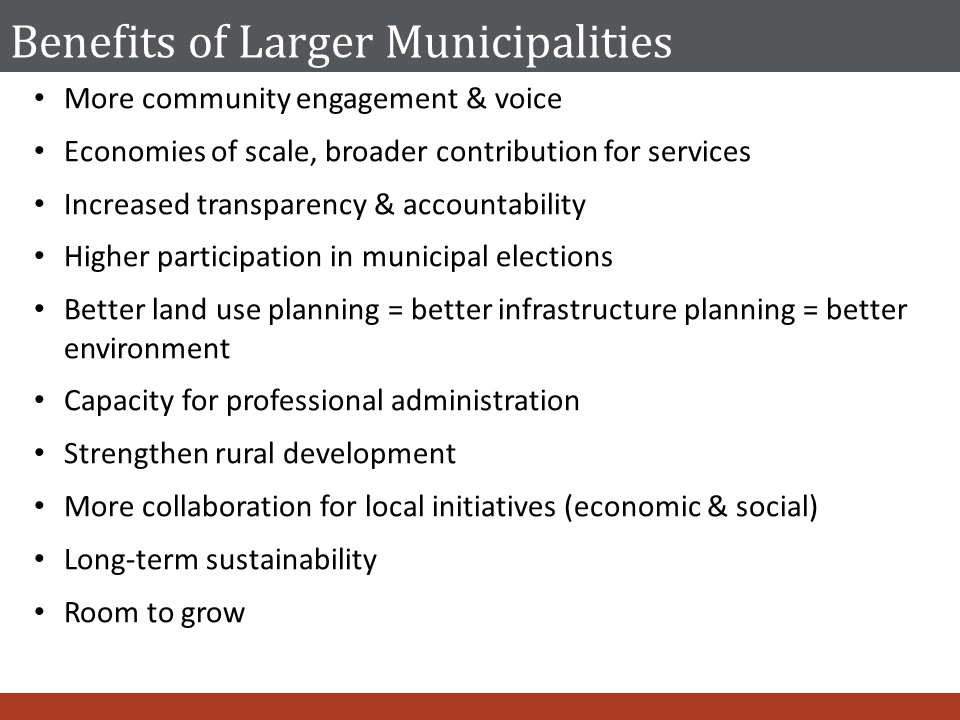 Benefits of Larger Municipalities
• More community engagement & voice
• Economies of scale, broader contribution for services
• Increased transparency & accountability
• Higher participation in municipal elections
• Better land use planning = better infrastructure planning = better
environment
• Capacity for professional administration
• Strengthen rural development
• More collaboration for local initiatives (economic & social)
• Long-term sustainability
• Room to grow